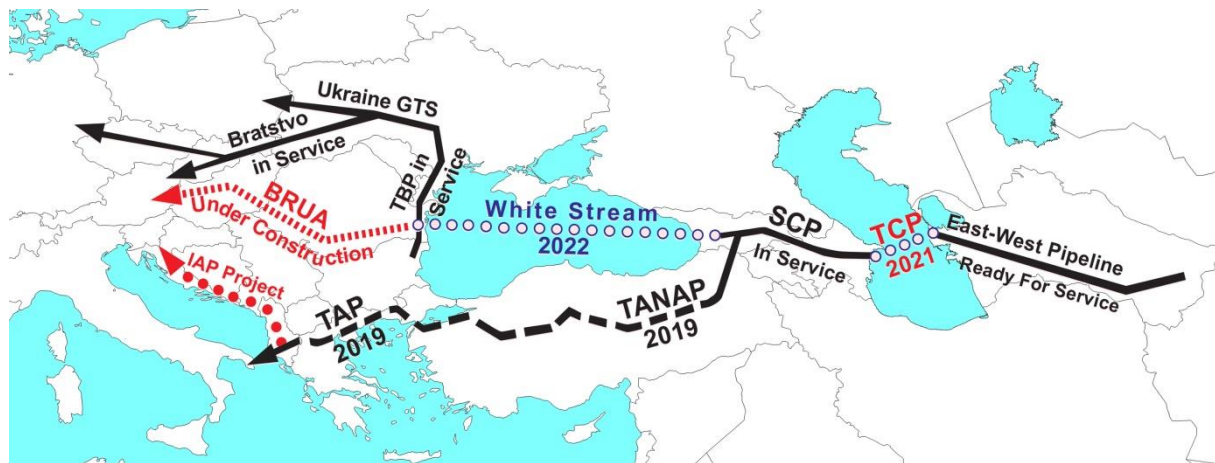 Ukraine GTS
Bratstvo
in Service
TBP in
Service
BRUA
Under Construction
White Stream
2022
SCP
In Service
TCP
2021
East-West Pipeline
Ready For Service
IAP Project
TAP
2019
TANAP
2019